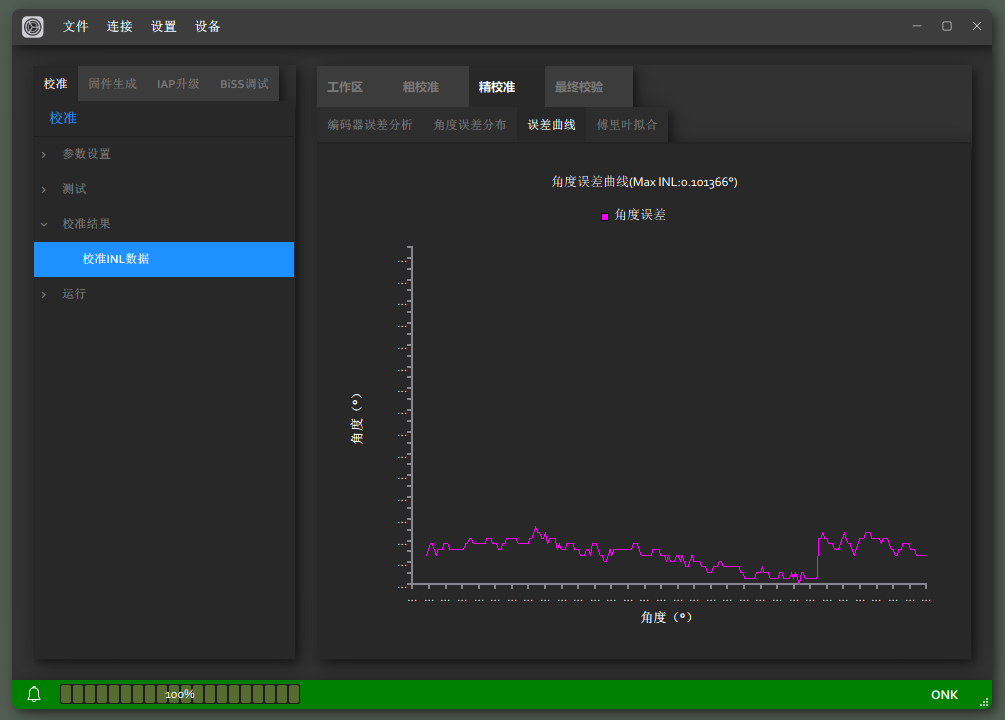 文件 连接 设置 设备
校准 固件生成 IAP升级 BiSS调试
校准
参数设置
测试
校准结果
校准INL数据
运行
工作区 粗校准 精校准 最终校验
编码器误差分析 角度误差分布 误差曲线 傅里叶拟合
角度误差曲线(Max INL:0.101366°)
角度误差
角度（°）
角度（°）
100%
ONK